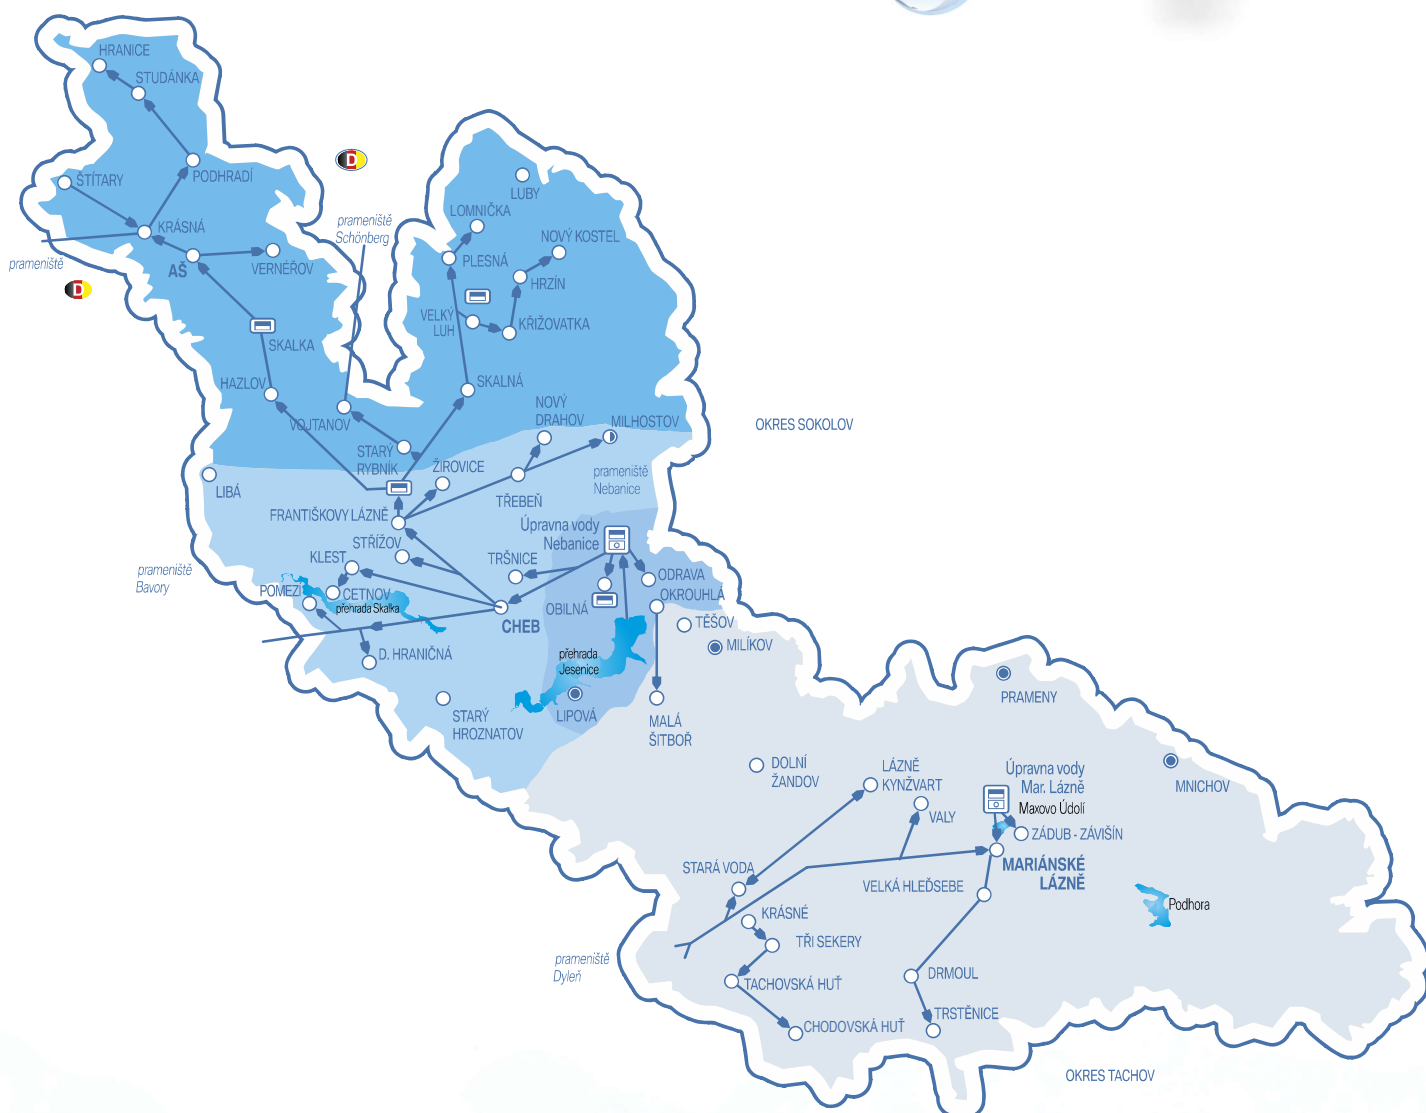 HRANICE
STUDÁNKA
D
ŠTÍTARY
PODHRADÍ
LUBY
LOMNIČKA
prameniště
Schönberg
KRÁSNÁ
NOVÝ KOSTEL
prameniště
AŠ
VERNÉŘOV
PLESNÁ
HRZÍN
D
VELKÝ
LUH
KŘIŽOVATKA
SKALKA
HAZLOV
SKALNÁ
VOJTANOV
NOVÝ
DRAHOV
MILHOSTOV
OKRES SOKOLOV
STARÝ
RYBNÍK
ŽIROVICE
prameniště
Nebanice
LIBÁ
TŘEBEŇ
FRANTIŠKOVY LÁZNĚ
Úpravna vody
Nebanice
STŘÍŽOV
KLEST
TRŠNICE
prameniště
Bavory
ODRAVA
POMEZÍ
CETNOV
OKROUHLÁ
přehrada Skalka
OBILNÁ
CHEB
TĚŠOV
MILÍKOV
D. HRANIČNÁ
přehrada
Jesenice
PRAMENY
STARÝ
HROZNATOV
LIPOVÁ
MALÁ
ŠITBOŘ
DOLNÍ
ŽANDOV
LÁZNĚ
KYNŽVART
Úpravna vody
Mar. Lázně
Maxovo Údolí
MNICHOV
VALY
ZÁDUB - ZÁVIŠÍN
STARÁ VODA
MARIÁNSKÉ
LÁZNĚ
VELKÁ HLEĎSEBE
Podhora
KRÁSNÉ
TŘI SEKERY
prameniště
Dyleň
TACHOVSKÁ HUŤ
DRMOUL
TRSTĚNICE
CHODOVSKÁ HUŤ
OKRES TACHOV